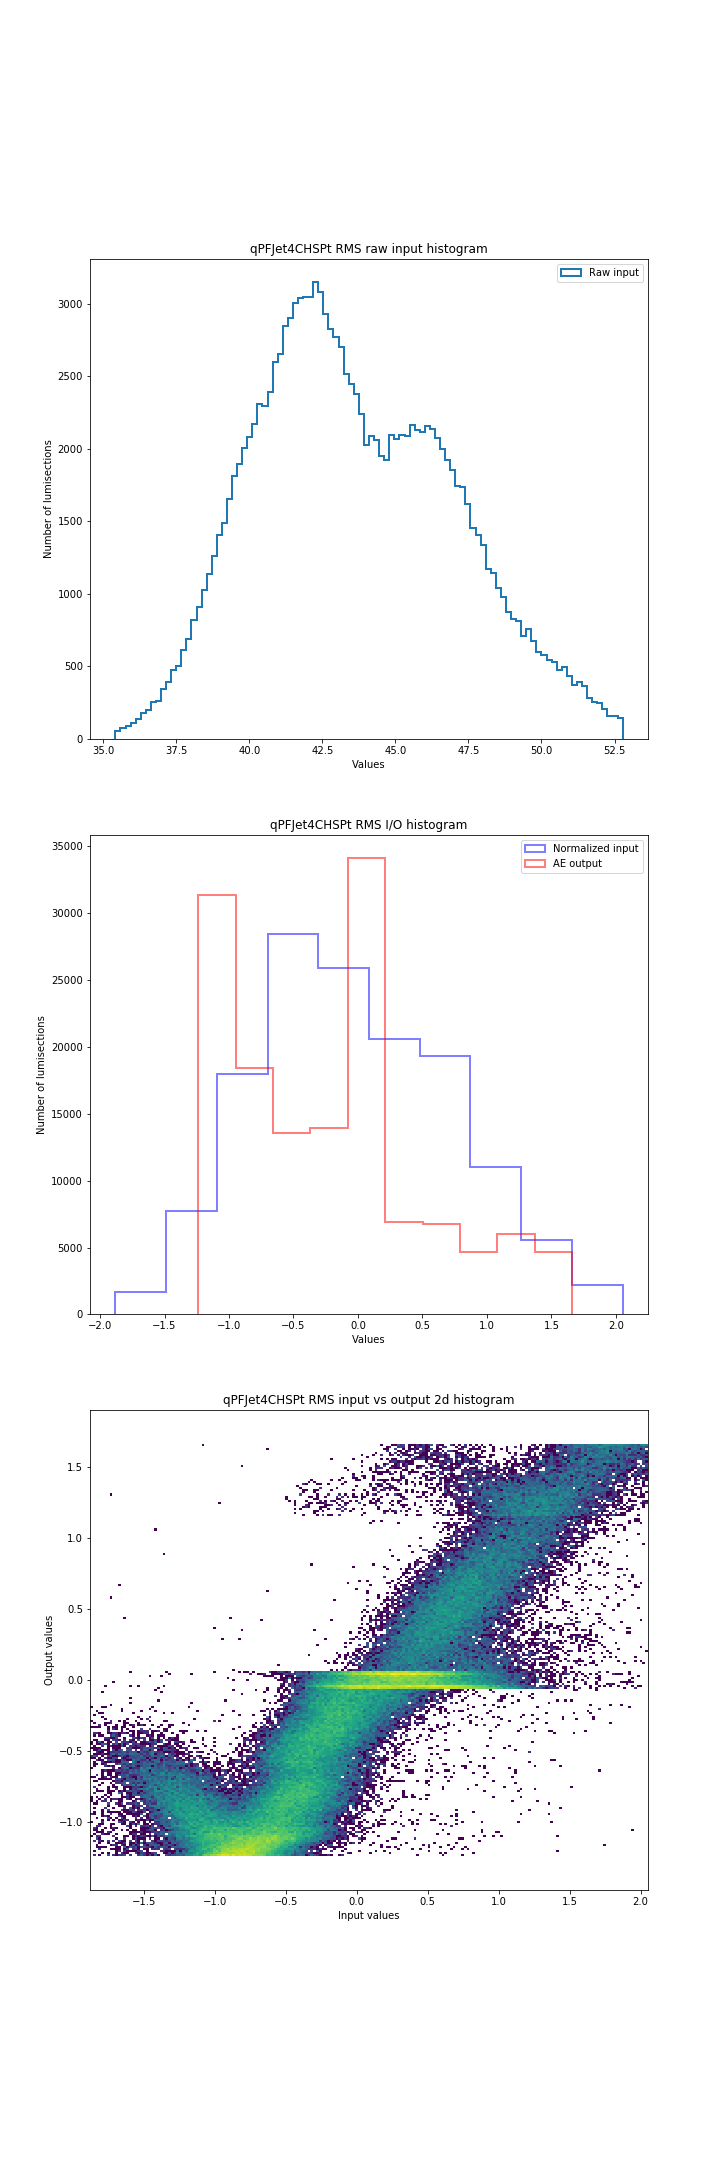 qPFJet4CHSPt RMS raw input histogram
Raw input
3000
2500
2000
1500
1000
500
0
Number of lumisections
35.0 37.5 40.0 42.5 45.0 47.5 50.0 52.5
Values
qPFJet4CHSPt RMS I/O histogram
Normalized input
AE output
35000
30000
25000
20000
15000
10000
5000
0
Number of lumisections
−2.0 −1.5 −1.0 −0.5 0.0 0.5 1.0 1.5 2.0
Values
qPFJet4CHSPt RMS input vs output 2d histogram
1.5
1.0
0.5
0.0
−0.5
−1.0
Output values
−1.5 −1.0 −0.5 0.0 0.5 1.0 1.5 2.0
Input values